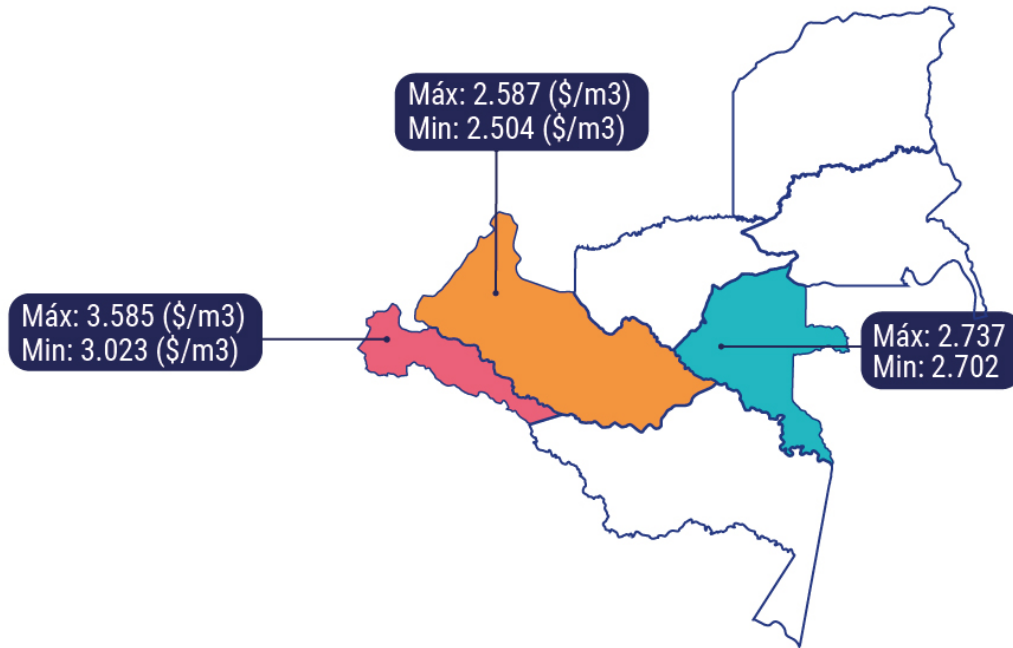 Máx: 2.587 ($/m3)
Min: 2.504 ($/m3)
Máx: 3.585 ($/m3)
Min: 3.023 ($/m3)
Máx: 2.737
Min: 2.702